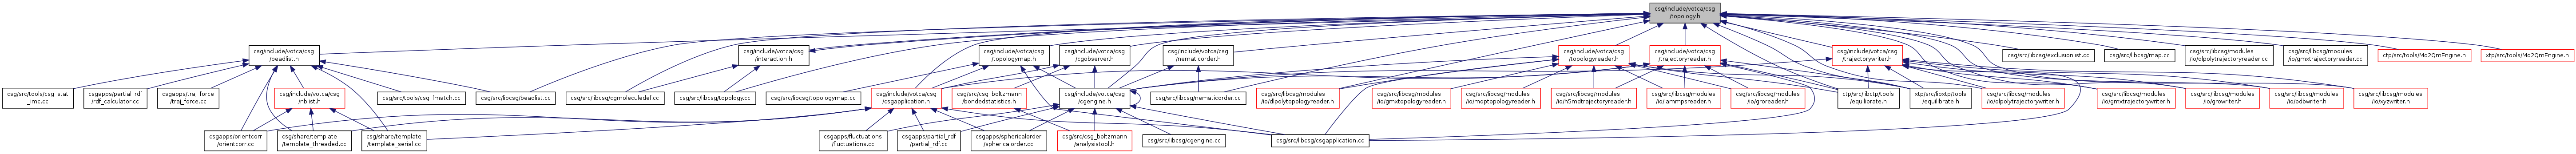 csg/include/votca/csg
/topology.h
csg/include/votca/csg
/beadlist.h
csg/include/votca/csg
/interaction.h
csg/include/votca/csg
/topologymap.h
csg/include/votca/csg
/cgobserver.h
csg/include/votca/csg
/nematicorder.h
csg/include/votca/csg
/topologyreader.h
csg/include/votca/csg
/trajectoryreader.h
csg/include/votca/csg
/trajectorywriter.h
csg/src/libcsg/exclusionlist.cc
csg/src/libcsg/map.cc
csg/src/libcsg/modules
/io/dlpolytrajectoryreader.cc
csg/src/libcsg/modules
/io/gmxtrajectoryreader.cc
ctp/src/tools/Md2QmEngine.h
xtp/src/tools/Md2QmEngine.h
csg/src/tools/csg_stat
_imc.cc
csgapps/partial_rdf
/rdf_calculator.cc
csgapps/traj_force
/traj_force.cc
csg/include/votca/csg
/nblist.h
csg/src/tools/csg_fmatch.cc
csg/src/libcsg/beadlist.cc
csg/src/libcsg/cgmoleculedef.cc
csg/src/libcsg/topology.cc
csg/src/libcsg/topologymap.cc
csg/include/votca/csg
/csgapplication.h
csg/src/csg_boltzmann
/bondedstatistics.h
csg/include/votca/csg
/cgengine.h
csg/src/libcsg/nematicorder.cc
csg/src/libcsg/modules
/io/dlpolytopologyreader.h
csg/src/libcsg/modules
/io/gmxtopologyreader.h
csg/src/libcsg/modules
/io/mdptopologyreader.h
csg/src/libcsg/modules
/io/h5mdtrajectoryreader.h
csg/src/libcsg/modules
/io/lammpsreader.h
csg/src/libcsg/modules
/io/groreader.h
ctp/src/libctp/tools
/equilibrate.h
xtp/src/libxtp/tools
/equilibrate.h
csg/src/libcsg/modules
/io/dlpolytrajectorywriter.h
csg/src/libcsg/modules
/io/gmxtrajectorywriter.h
csg/src/libcsg/modules
/io/growriter.h
csg/src/libcsg/modules
/io/pdbwriter.h
csg/src/libcsg/modules
/io/xyzwriter.h
csgapps/orientcorr
/orientcorr.cc
csg/share/template
/template_threaded.cc
csg/share/template
/template_serial.cc
csgapps/fluctuations
/fluctuations.cc
csgapps/partial_rdf
/partial_rdf.cc
csgapps/sphericalorder
/sphericalorder.cc
csg/src/csg_boltzmann
/analysistool.h
csg/src/libcsg/cgengine.cc
csg/src/libcsg/csgapplication.cc